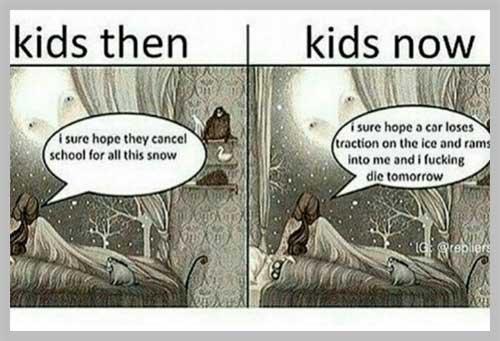 kids then
kids now
i sure hope they cancel
school for all this snow
i sure hope a car loses
traction on the ice and rams
into me and i fucking
die tomorrow
IG: @repliers